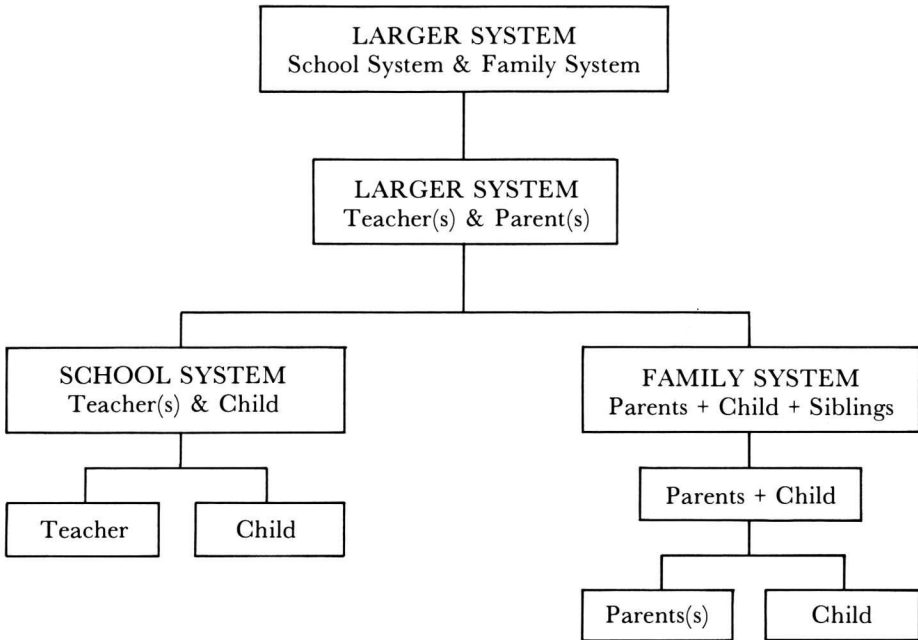 LARGER SYSTEM
School System & Family System
LARGER SYSTEM
Teacher(s) & Parent(s)
SCHOOL SYSTEM
Teacher(s) & Child
FAMILY SYSTEM
Parents + Child + Siblings
Parents + Child
Teacher
Child
Parents(s)
Child